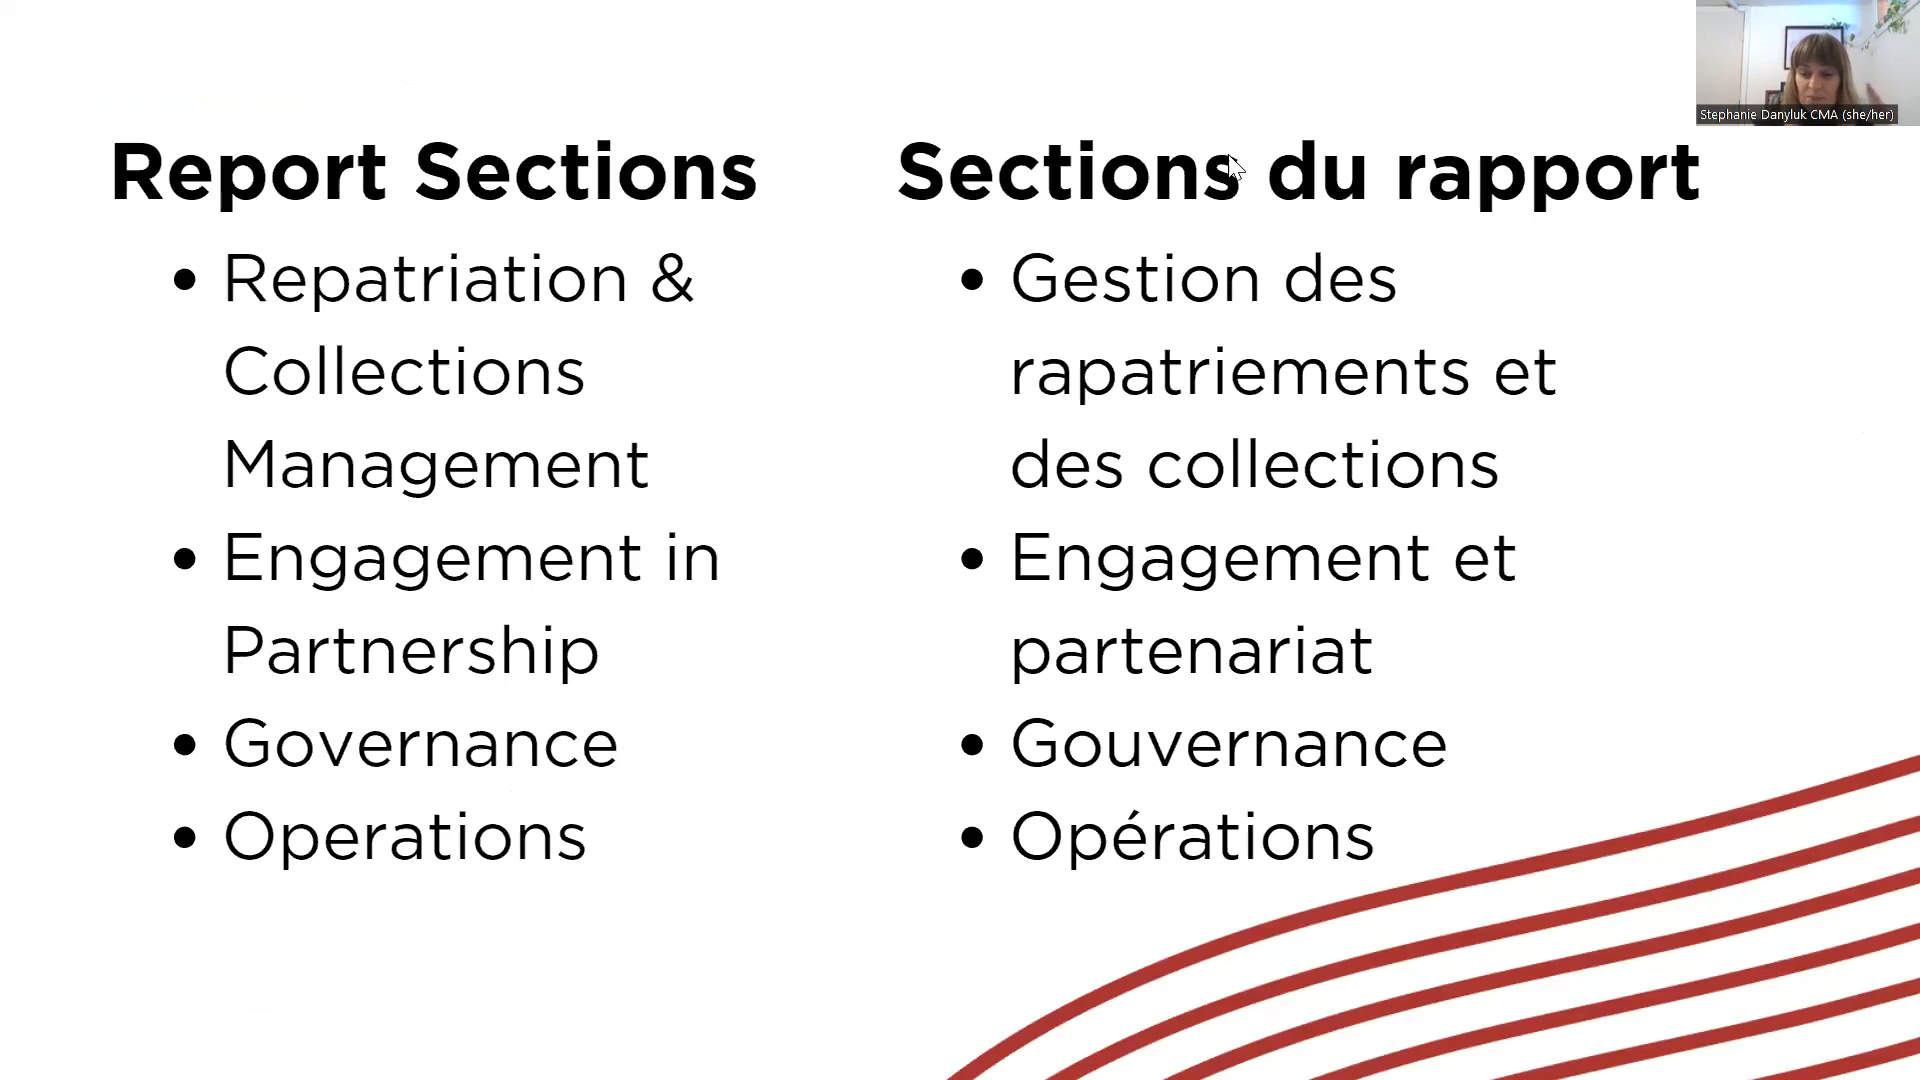 Stephanie Danyluk CMA (she/her)
Report Sections
• Repatriation &
Collections
Management
• Engagement in
Partnership
• Governance
• Operations
Sections du rapport
• Gestion des
rapatriements et
des collections
• Engagement et
partenariat
• Gouvernance
• Opérations